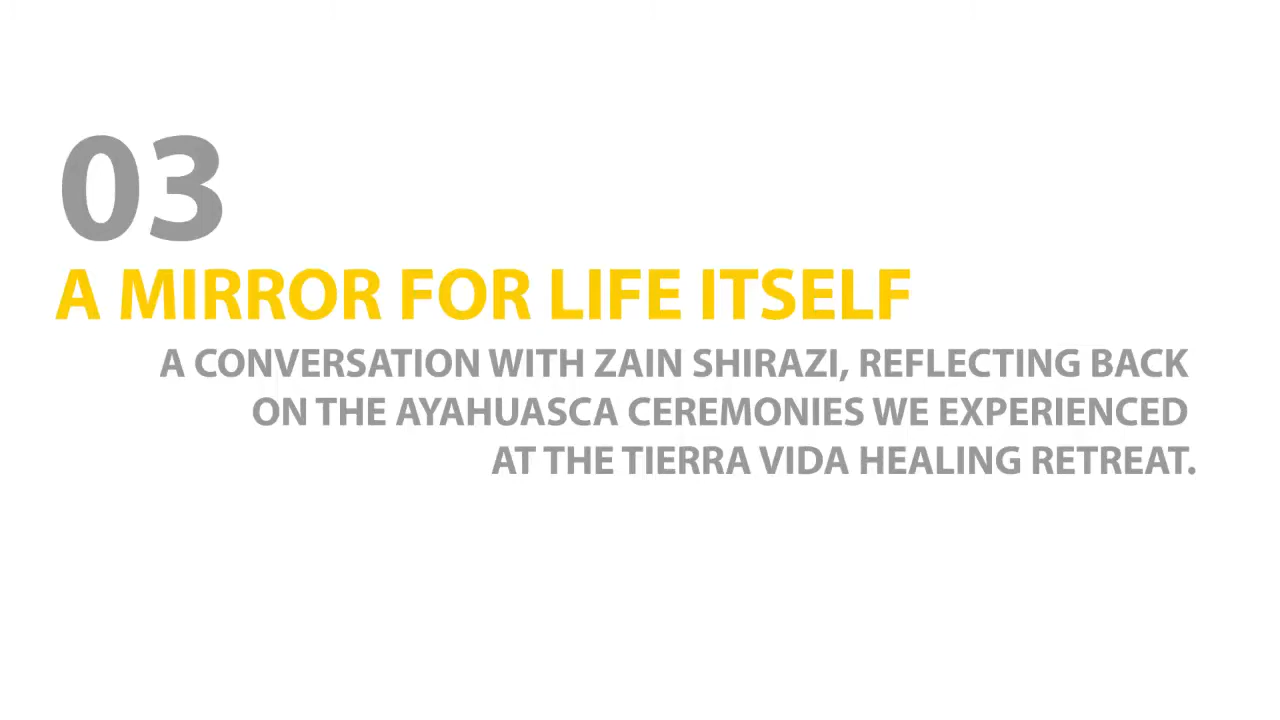 03
A MIRROR FOR LIFE ITSELF
A CONVERSATION WITH ZAIN SHIRAZI, REFLECTING BACK
ON THE AYAHUASCA CEREMONIES WE EXPERIENCED
AT THE TIERRA VIDA HEALING RETREAT.